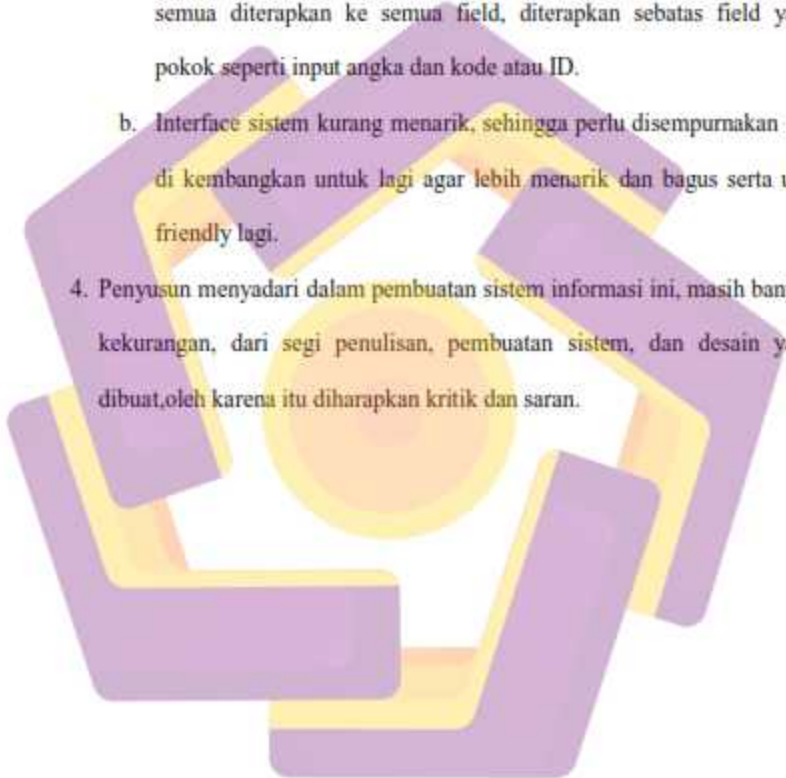 semua diterapkan ke semua field, diterapkan sebatas field y
pokok seperti input angka dan kode atau ID.
b. Interface sistem kurang menarik, sehingga perlu disempurnakan
di kembangkan untuk lagi agar lebih menarik dan bagus serta u
friendly lagi.
4. Penyusun menyadari dalam pembuatan sistem informasi ini, masih ban
kekurangan, dari segi penulisan, pembuatan sistem, dan desain y
dibuat,oleh karena itu diharapkan kritik dan saran.